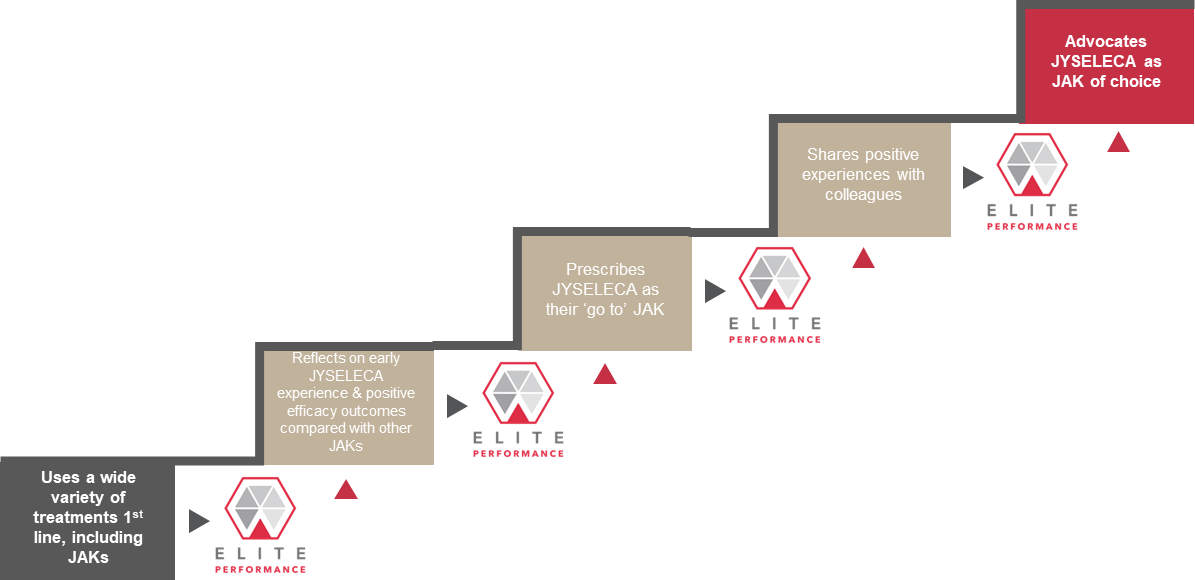 Advocates
JYSELECA as
JAK of choice
Shares positive
experiences with
colleagues
ELITE
PERFORMANCE
Prescribes
JYSELECA as
their ‘go to’ JAK
ELITE
PERFORMANCE
Reflects on early
JYSELECA
experience & positive
efficacy outcomes
compared with other
JAKs
ELITE
PERFORMANCE
Uses a wide
variety of
treatments 1st
line, including
JAKs
ELITE
PERFORMANCE